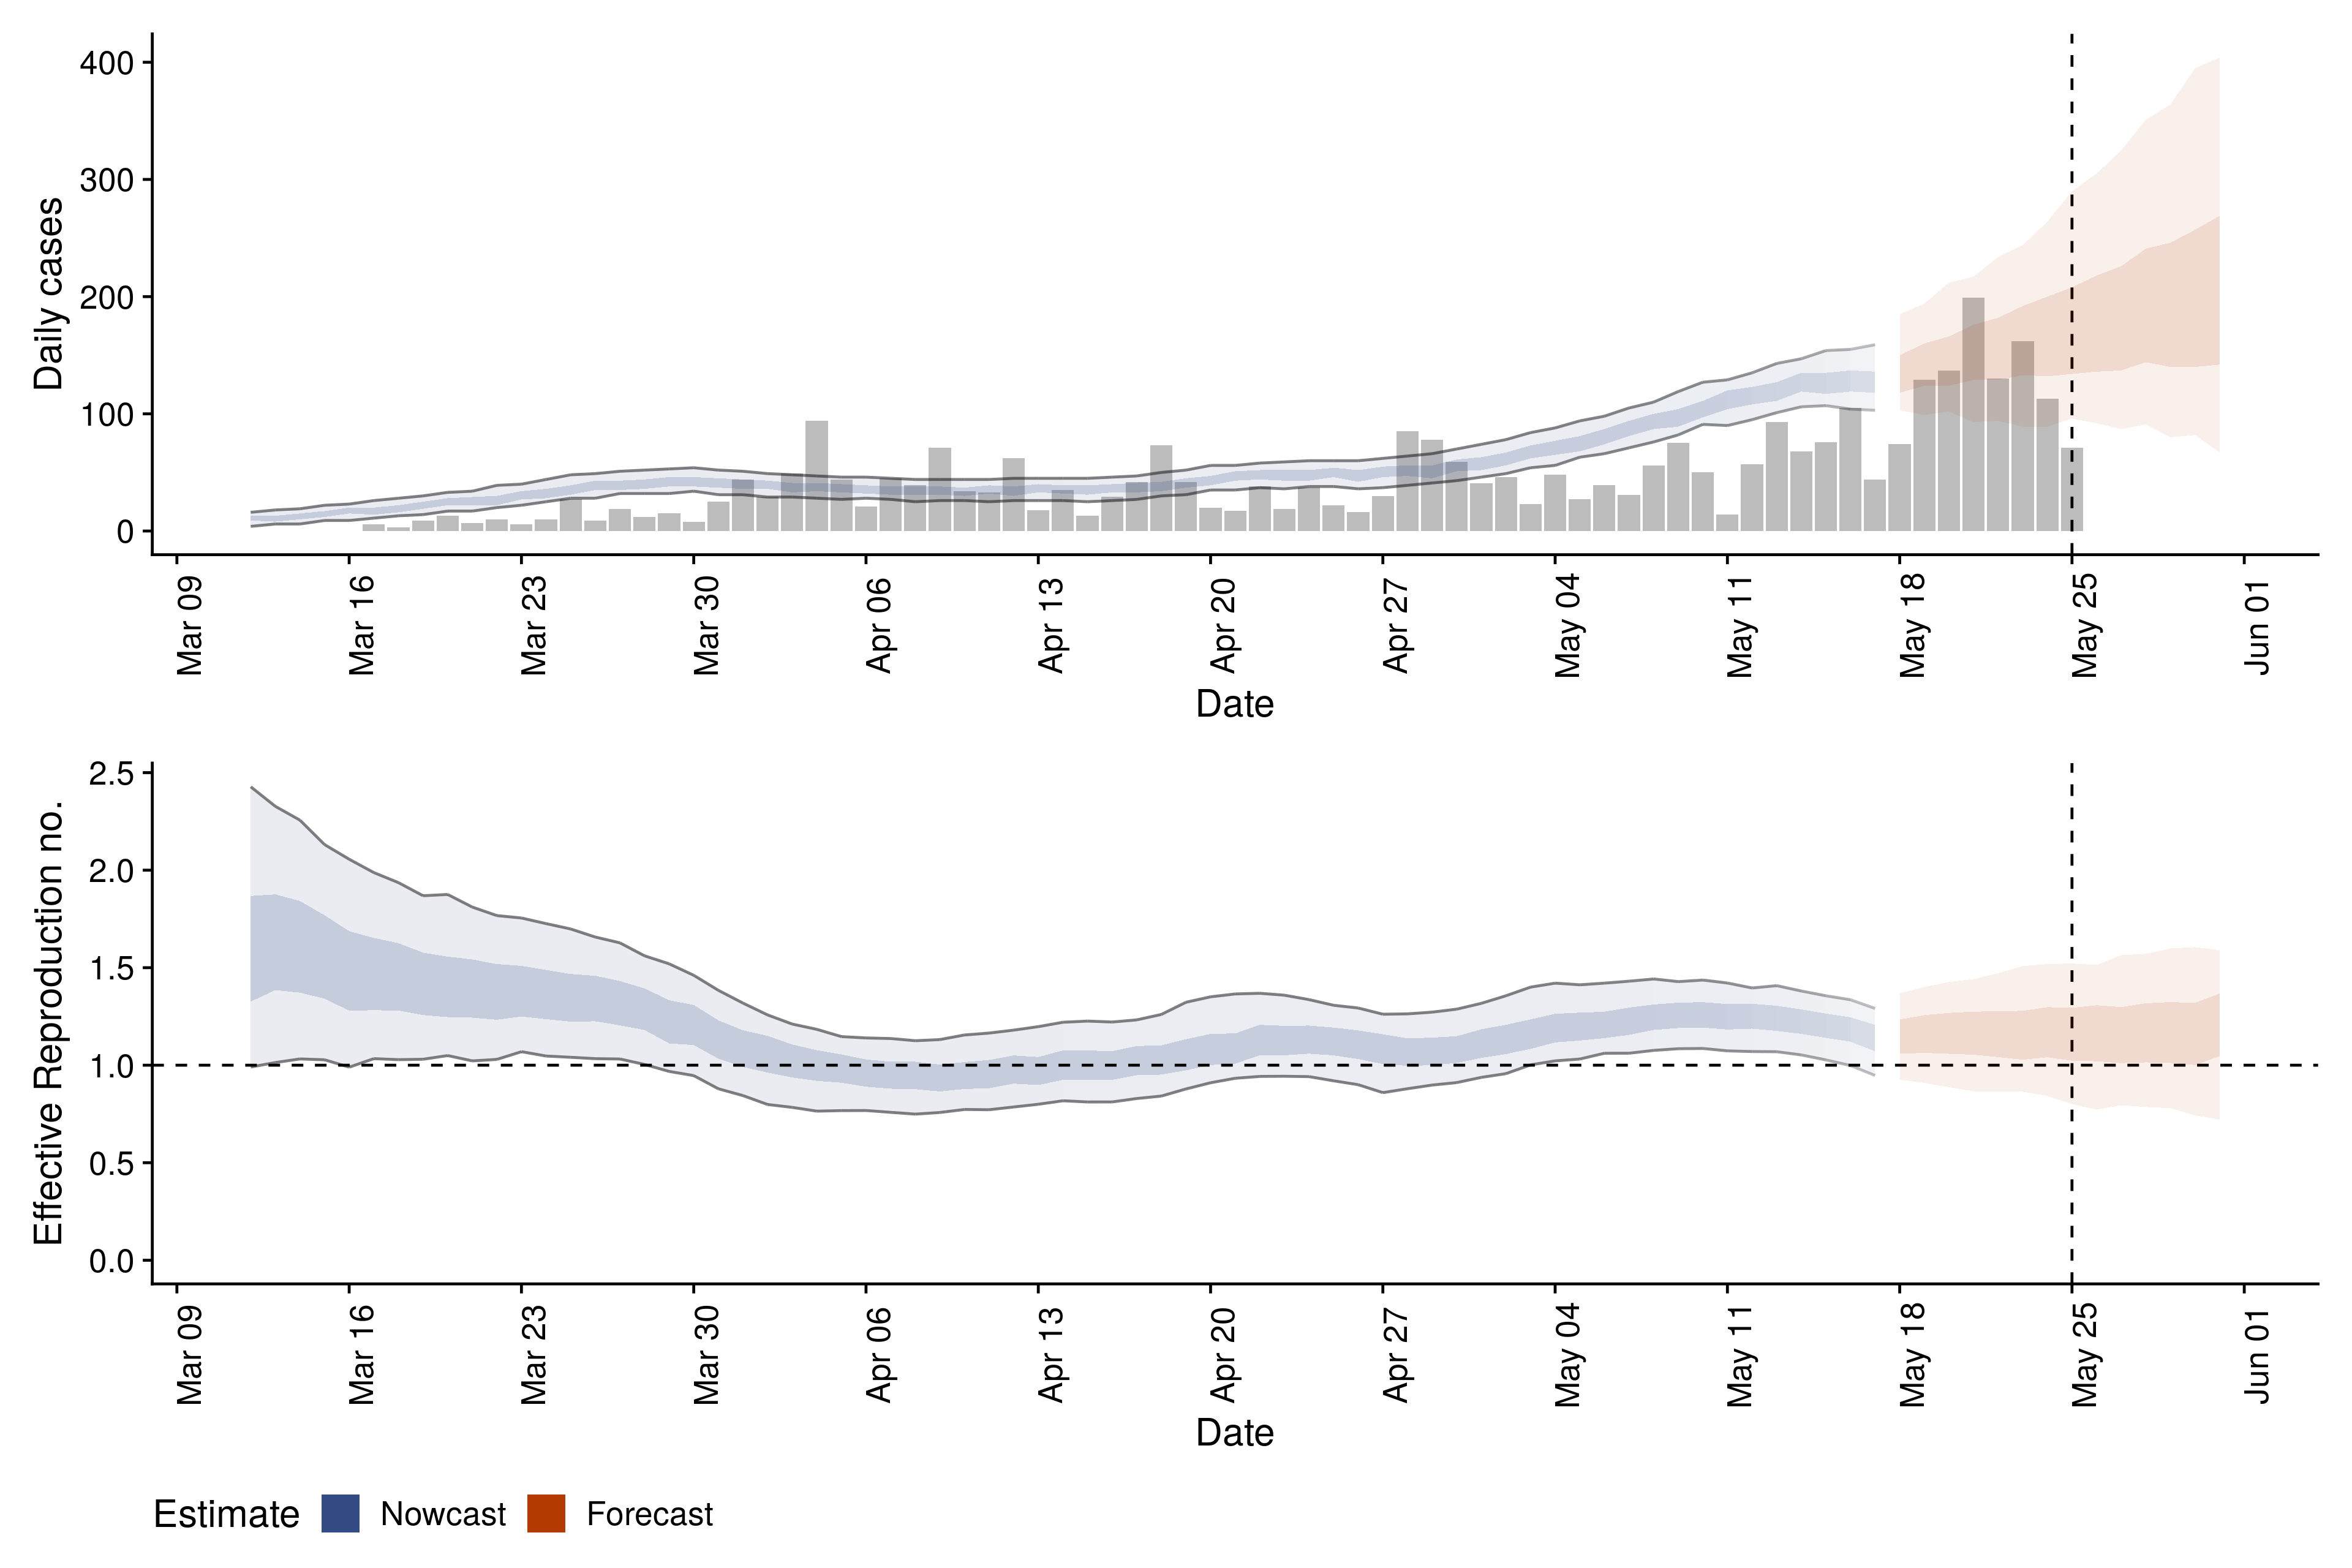 Daily cases
400
300
200
100
0
Mar 09
Mar 16
Mar 23
Mar 30
Apr 06
Apr 13
Apr 20
Apr 27
May 04
May 11
May 18
May 25
Jun 01
Date
Effective Reproduction no.
2.5
2.0
1.5
1.0
0.5
0.0
Mar 09
Mar 16
Mar 23
Mar 30
Apr 06
Apr 13
Apr 20
Apr 27
May 04
May 11
May 18
May 25
Jun 01
Date
Estimate Nowcast Forecast